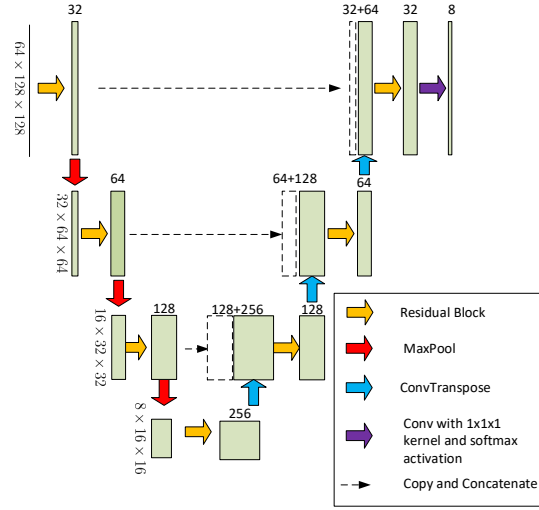 32
32+64
32
8
64 × 128 × 128
64
64+128
64
32 × 64 × 64
128
128+256
128
16 × 32 × 32
256
8 × 16 × 16
Residual Block
MaxPool
ConvTranspose
Conv with 1x1x1
kernel and softmax
activation
Copy and Concatenate